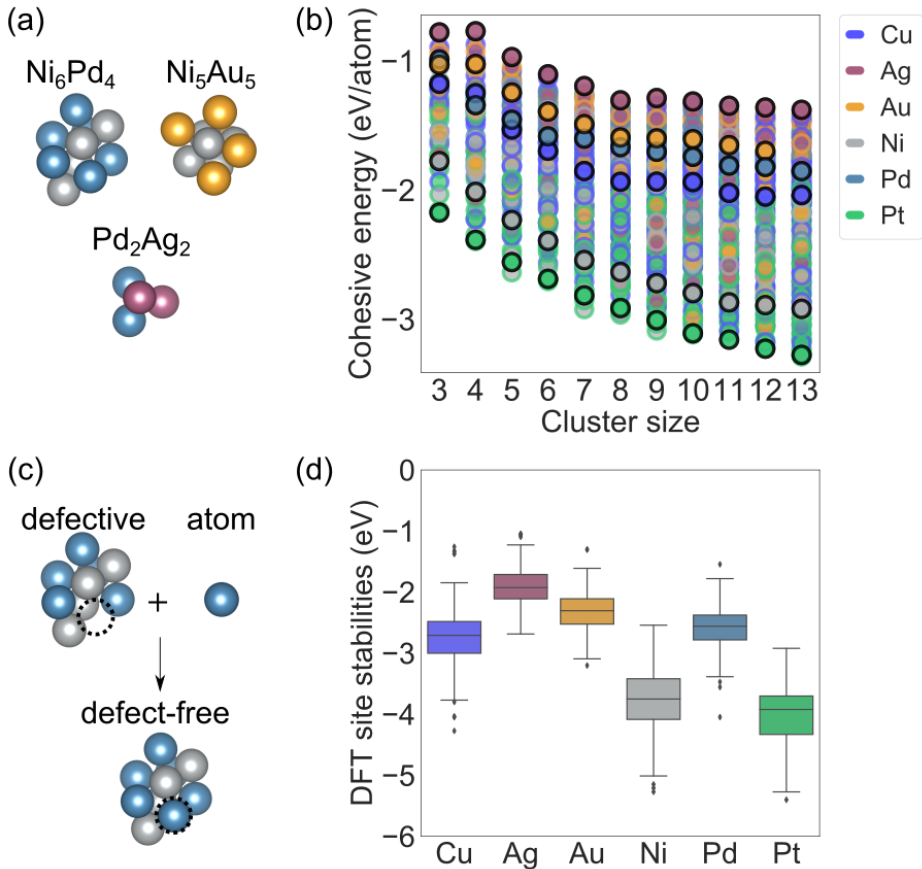 (a)
Ni₆Pd₄
Ni₅Au₅
Pd₂Ag₂
(b)
Cohesive energy (eV/atom)
−1
−2
−3
3 4 5 6 7 8 9 10 11 12 13
Cluster size
Cu
Ag
Au
Ni
Pd
Pt
(c)
defective atom
+
defect-free
(d)
DFT site stabilities (eV)
0
−1
−2
−3
−4
−5
−6
Cu Ag Au Ni Pd Pt